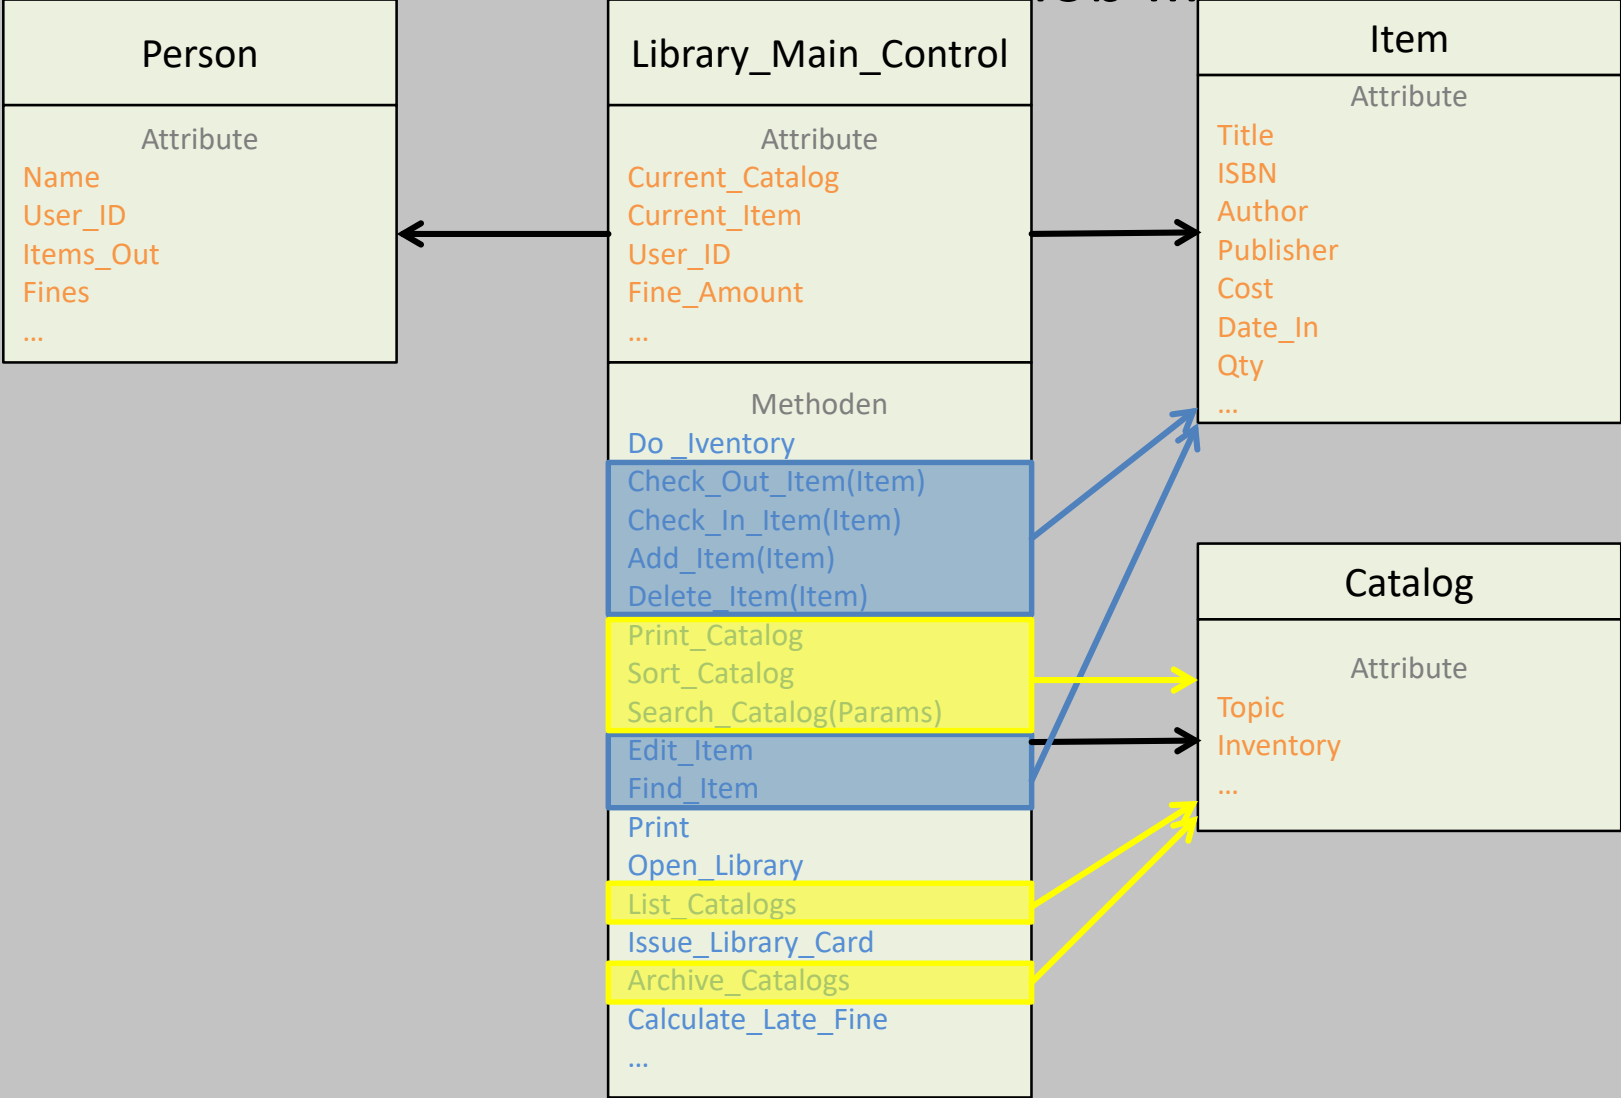 Person
Attribute
Name
User_ID
Items_Out
Fines
...
Library_Main_Control
Attribute
Current_Catalog
Current_Item
User_ID
Fine_Amount
...
Methoden
Do _Iventory
Check_Out_Item(Item)
Check_In_Item(Item)
Add_Item(Item)
Delete_Item(Item)
Print_Catalog
Sort_Catalog
Search_Catalog(Params)
Edit_Item
Find_Item
Print
Open_Library
List_Catalogs
Issue_Library_Card
Archive_Catalogs
Calculate_Late_Fine
...
Item
Attribute
Title
ISBN
Author
Publisher
Cost
Date_In
Qty
...
Catalog
Attribute
Topic
Inventory
...